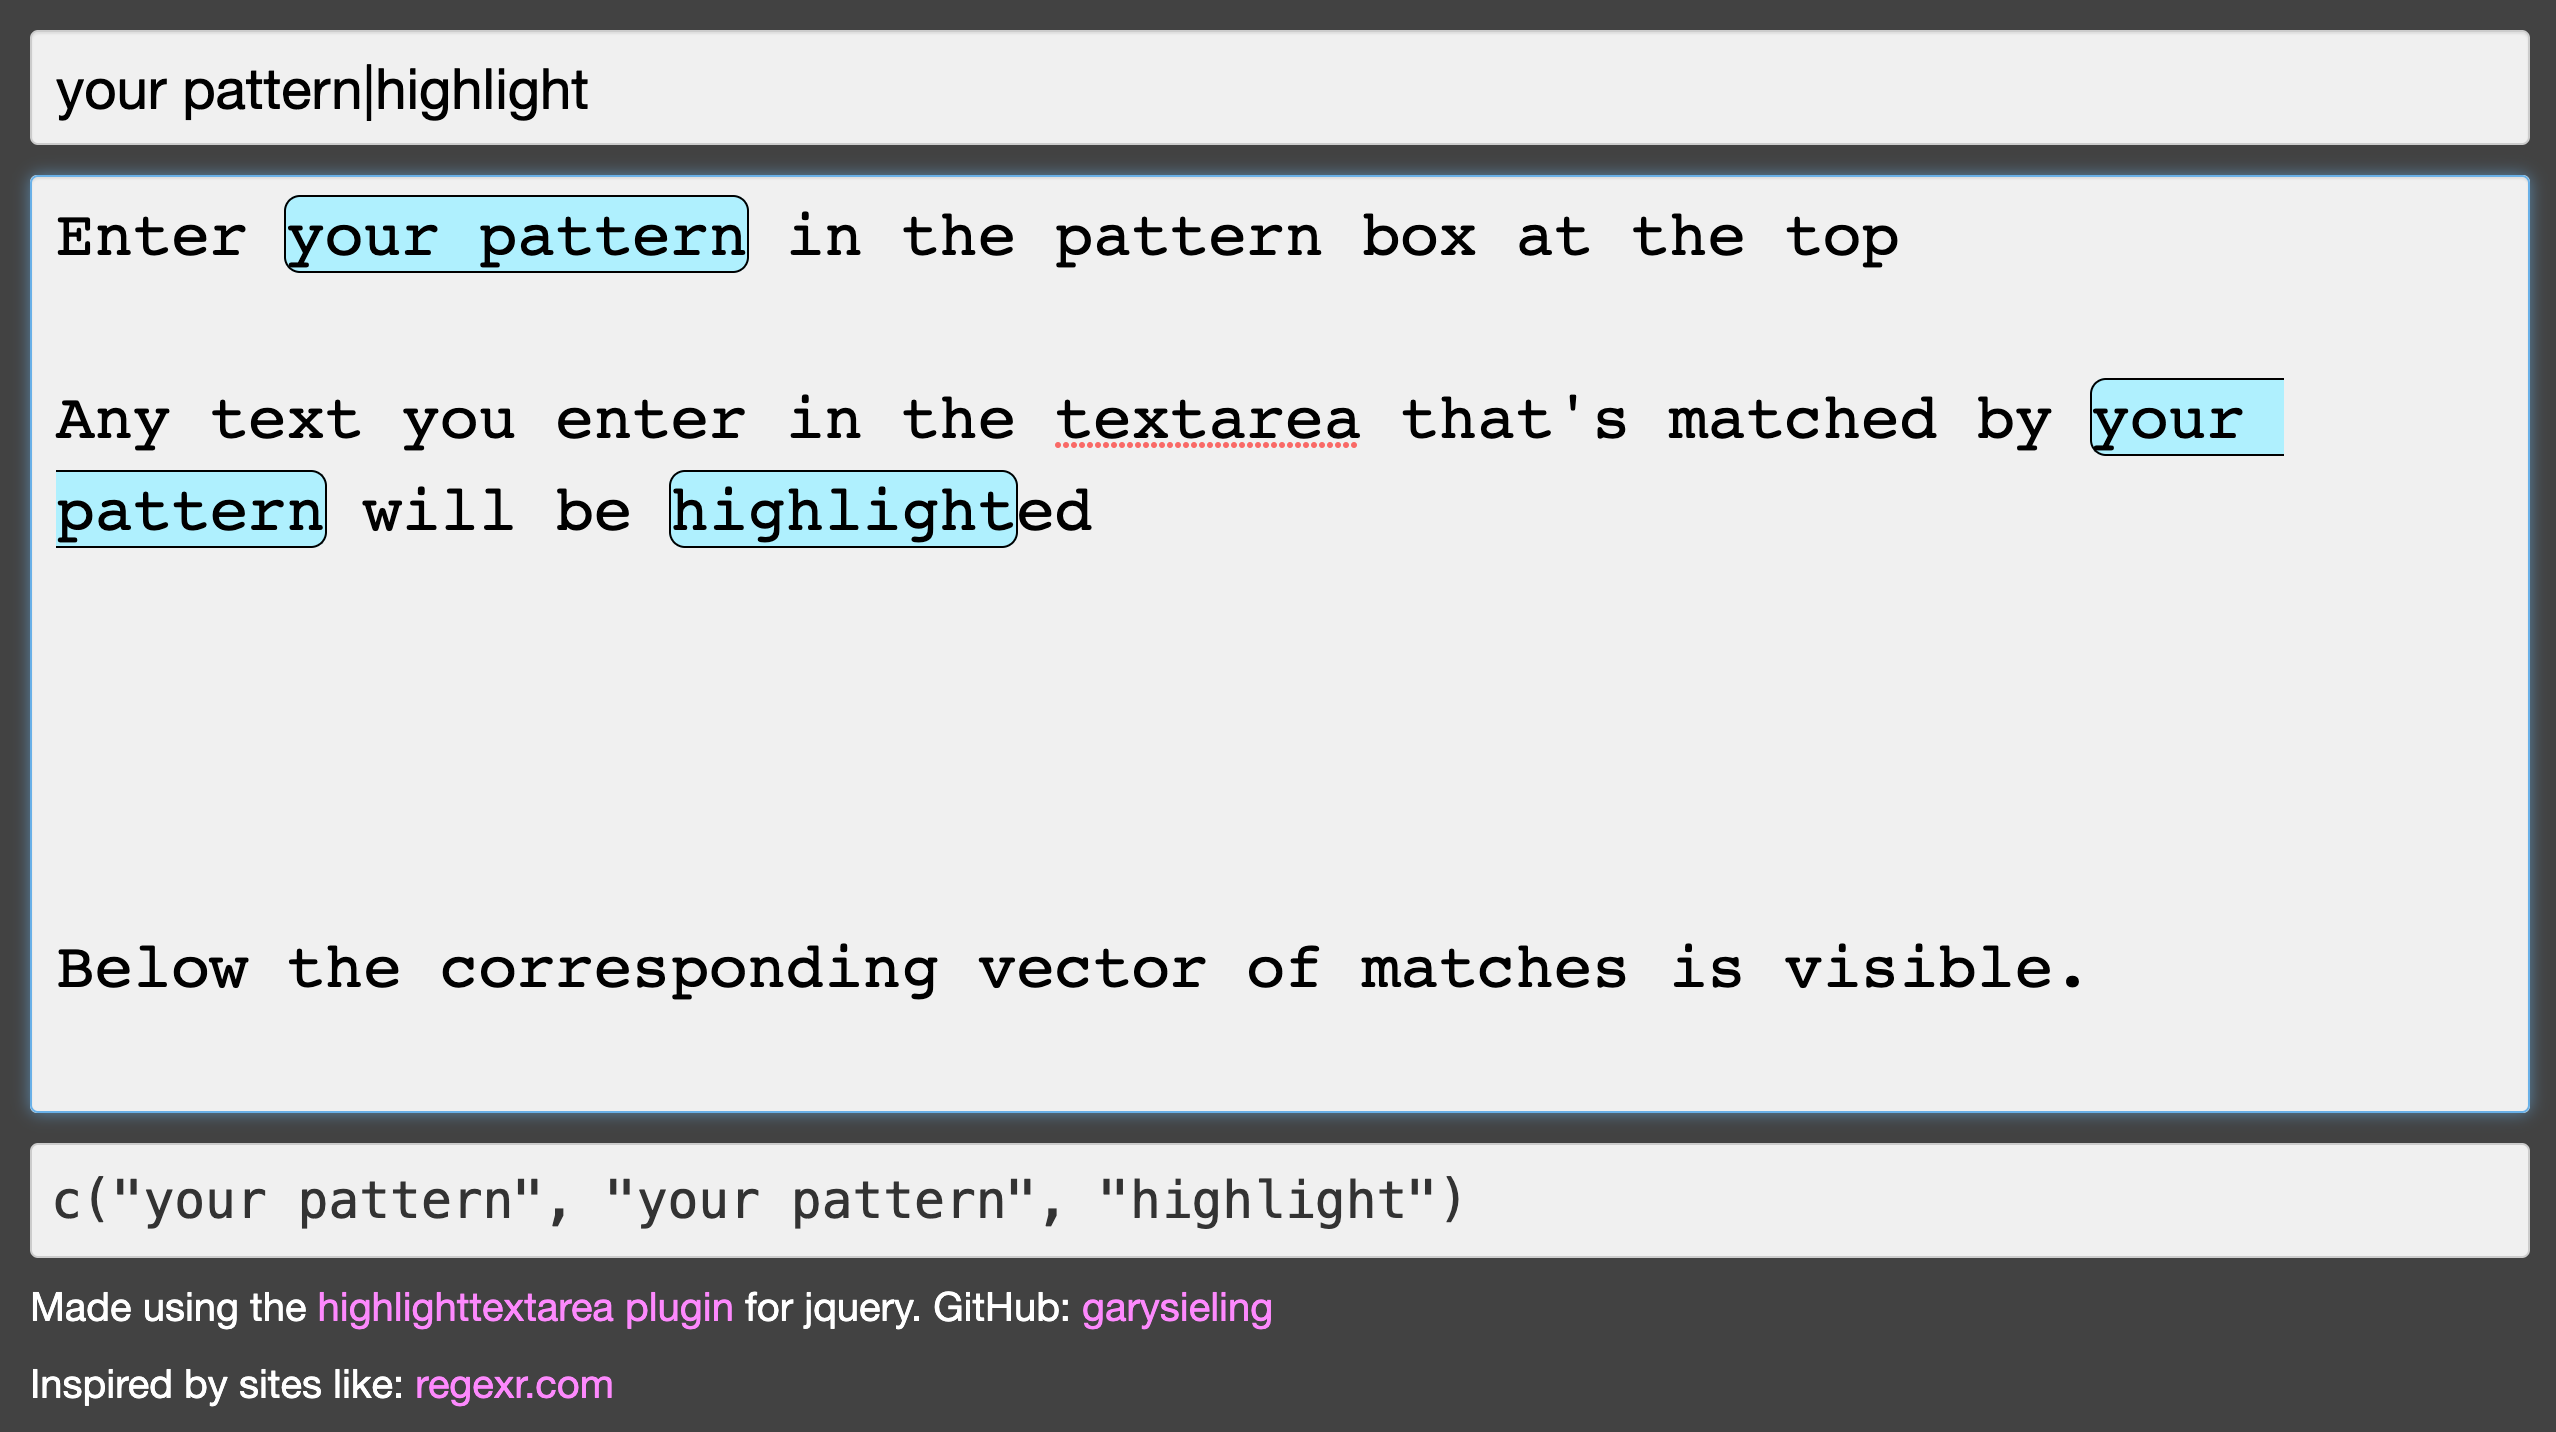 your pattern|highlight
Enter your pattern in the pattern box at the top
Any text you enter in the textarea that's matched by your
pattern will be highlighted
Below the corresponding vector of matches is visible.
c("your pattern", "your pattern", "highlight")
Made using the highlighttextarea plugin for jquery. GitHub: garysieling
Inspired by sites like: regexr.com